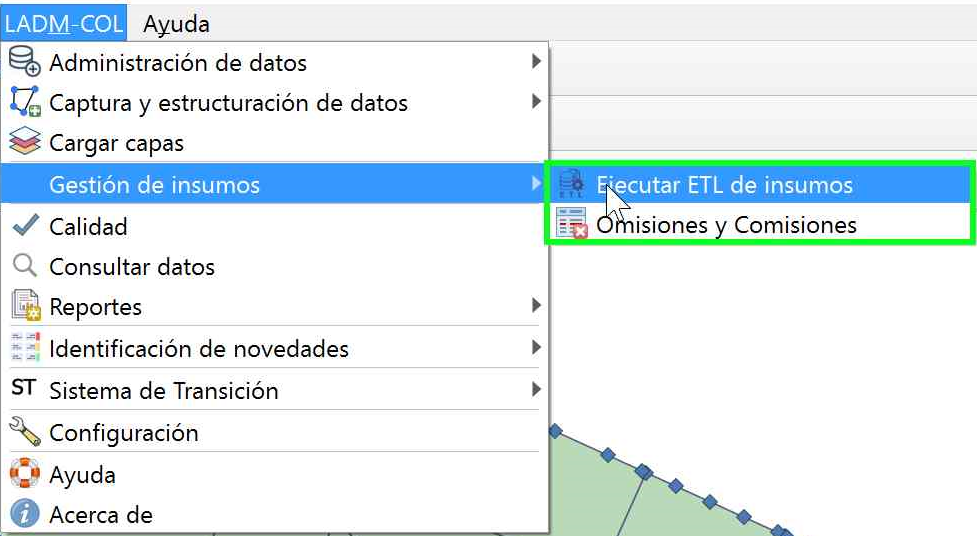 LADM-COL Ayuda
Administración de datos
Captura y estructuración de datos
Cargar capas
Gestión de insumos
ETL Ejecutar ETL de insumos
Omisiones y Comisiones
Calidad
Consultar datos
Reportes
Identificación de novedades
ST Sistema de Transición
Configuración
Ayuda
Acerca de